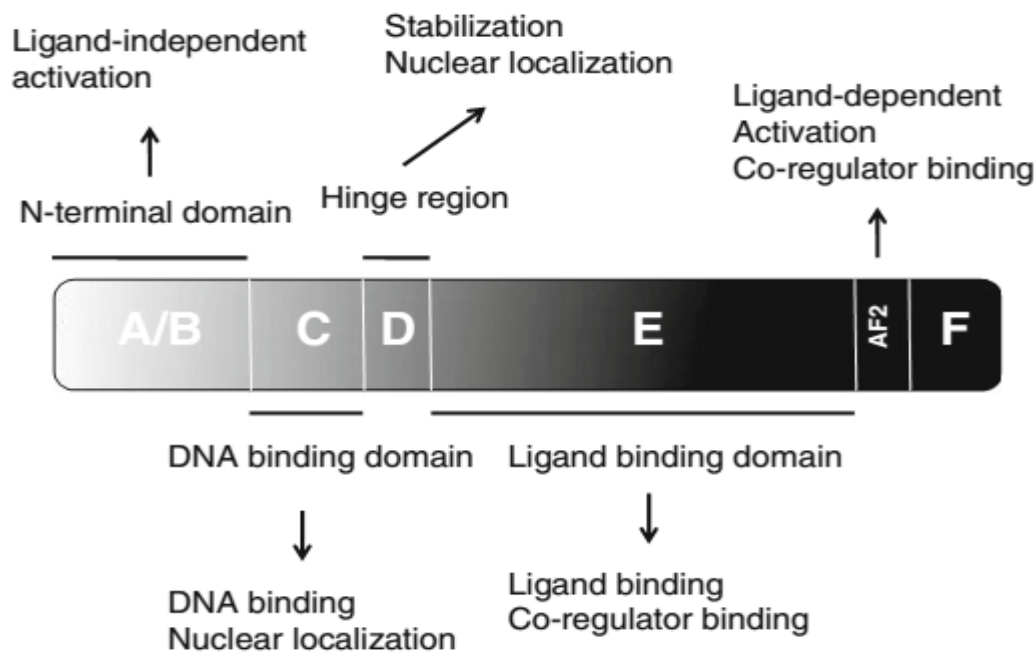 Ligand-independent
activation
Stabilization
Nuclear localization
Ligand-dependent
Activation
Co-regulator binding
N-terminal domain
Hinge region
A/B
C
D
E
AF2
F
DNA binding domain
Ligand binding domain
DNA binding
Nuclear localization
Ligand binding
Co-regulator binding